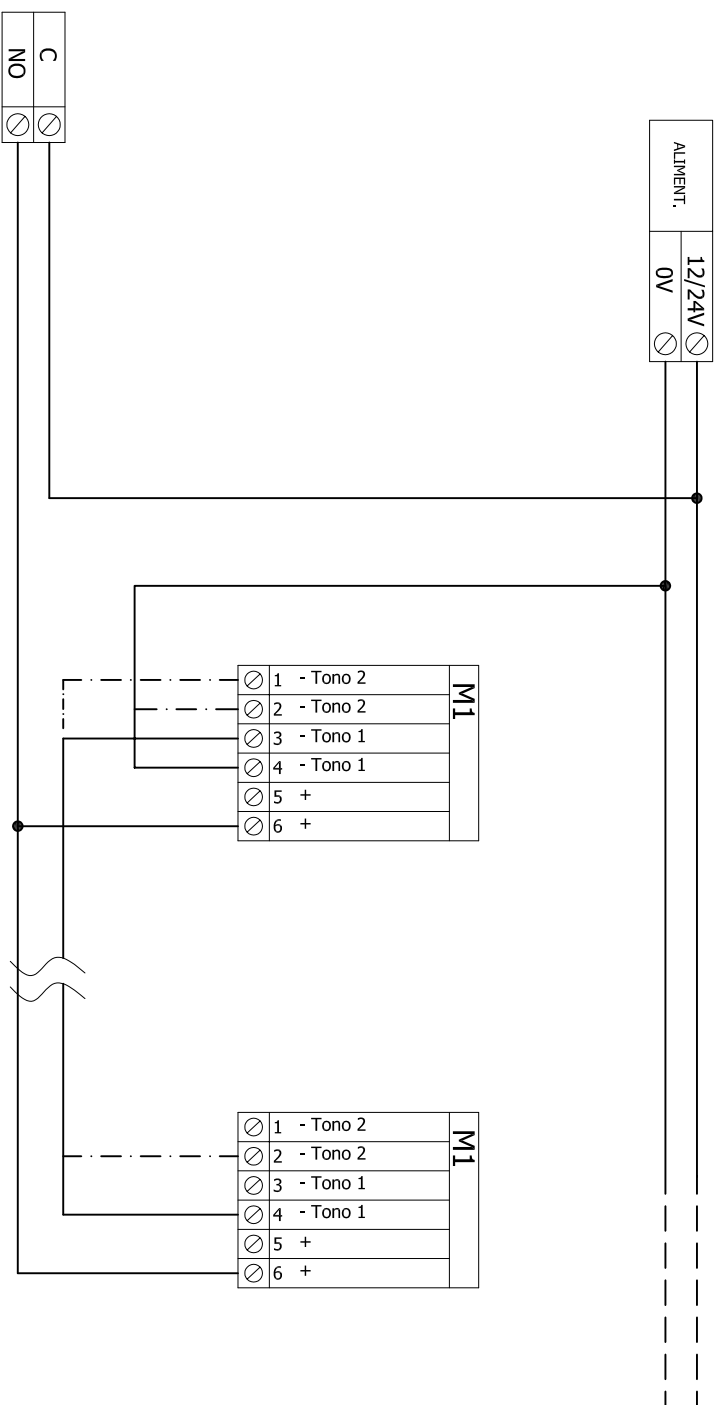 C
NO
ALIMENT.
12/24V
0V
M1
1 - Tono 2
2 - Tono 2
3 - Tono 1
4 - Tono 1
5 +
6 +
M1
1 - Tono 2
2 - Tono 2
3 - Tono 1
4 - Tono 1
5 +
6 +